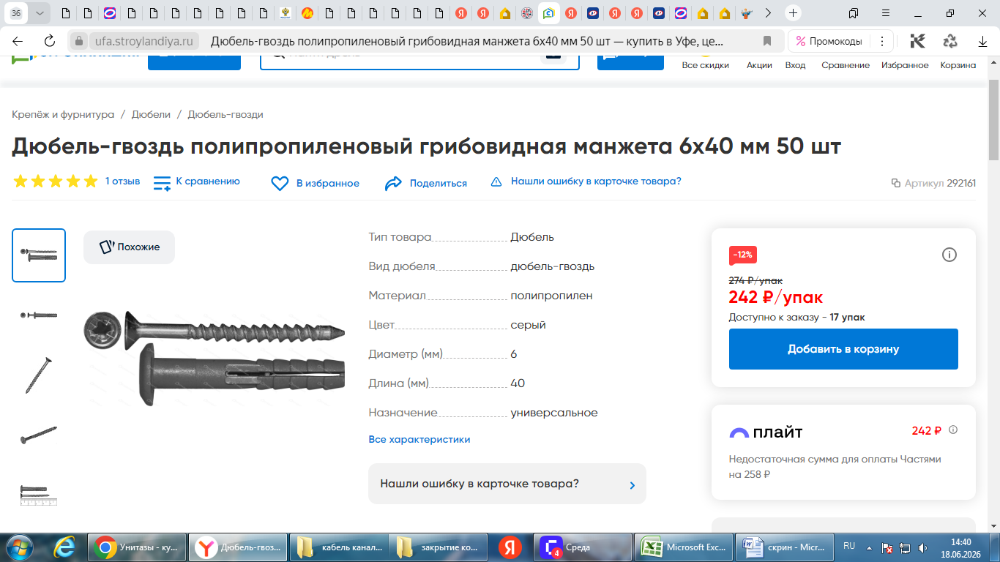 36
ufa.stroylandiya.ru
Дюбель-гвоздь полипропиленовый грибовидная манжета 6х40 мм 50 шт — купить в Уфе, це...
Промокоды
Все скидки
Акции
Вход
Сравнение
Избранное
Корзина
Крепёж и фурнитура / Дюбели / Дюбель-гвозди
Дюбель-гвоздь полипропиленовый грибовидная манжета 6х40 мм 50 шт
1 отзыв
К сравнению
В избранное
Поделиться
Нашли ошибку в карточке товара?
Артикул 292161
Похожие
Тип товара Дюбель
Вид дюбеля дюбель-гвоздь
Материал полипропилен
Цвет серый
Диаметр (мм) 6
Длина (мм) 40
Назначение универсальное
Все характеристики
Нашли ошибку в карточке товара?
-12%
274 ₽/упак
242 ₽/упак
Доступно к заказу - 17 упак
Добавить в корзину
плайт
242 ₽
Недостаточная сумма для оплаты Частями
на 258 ₽
Унитазы - ку...
Дюбель-гвоз...
кабель канал...
закрытие ко...
4
Среда
Microsoft Exc...
скрин - Micr...
RU
14:40
18.06.2026